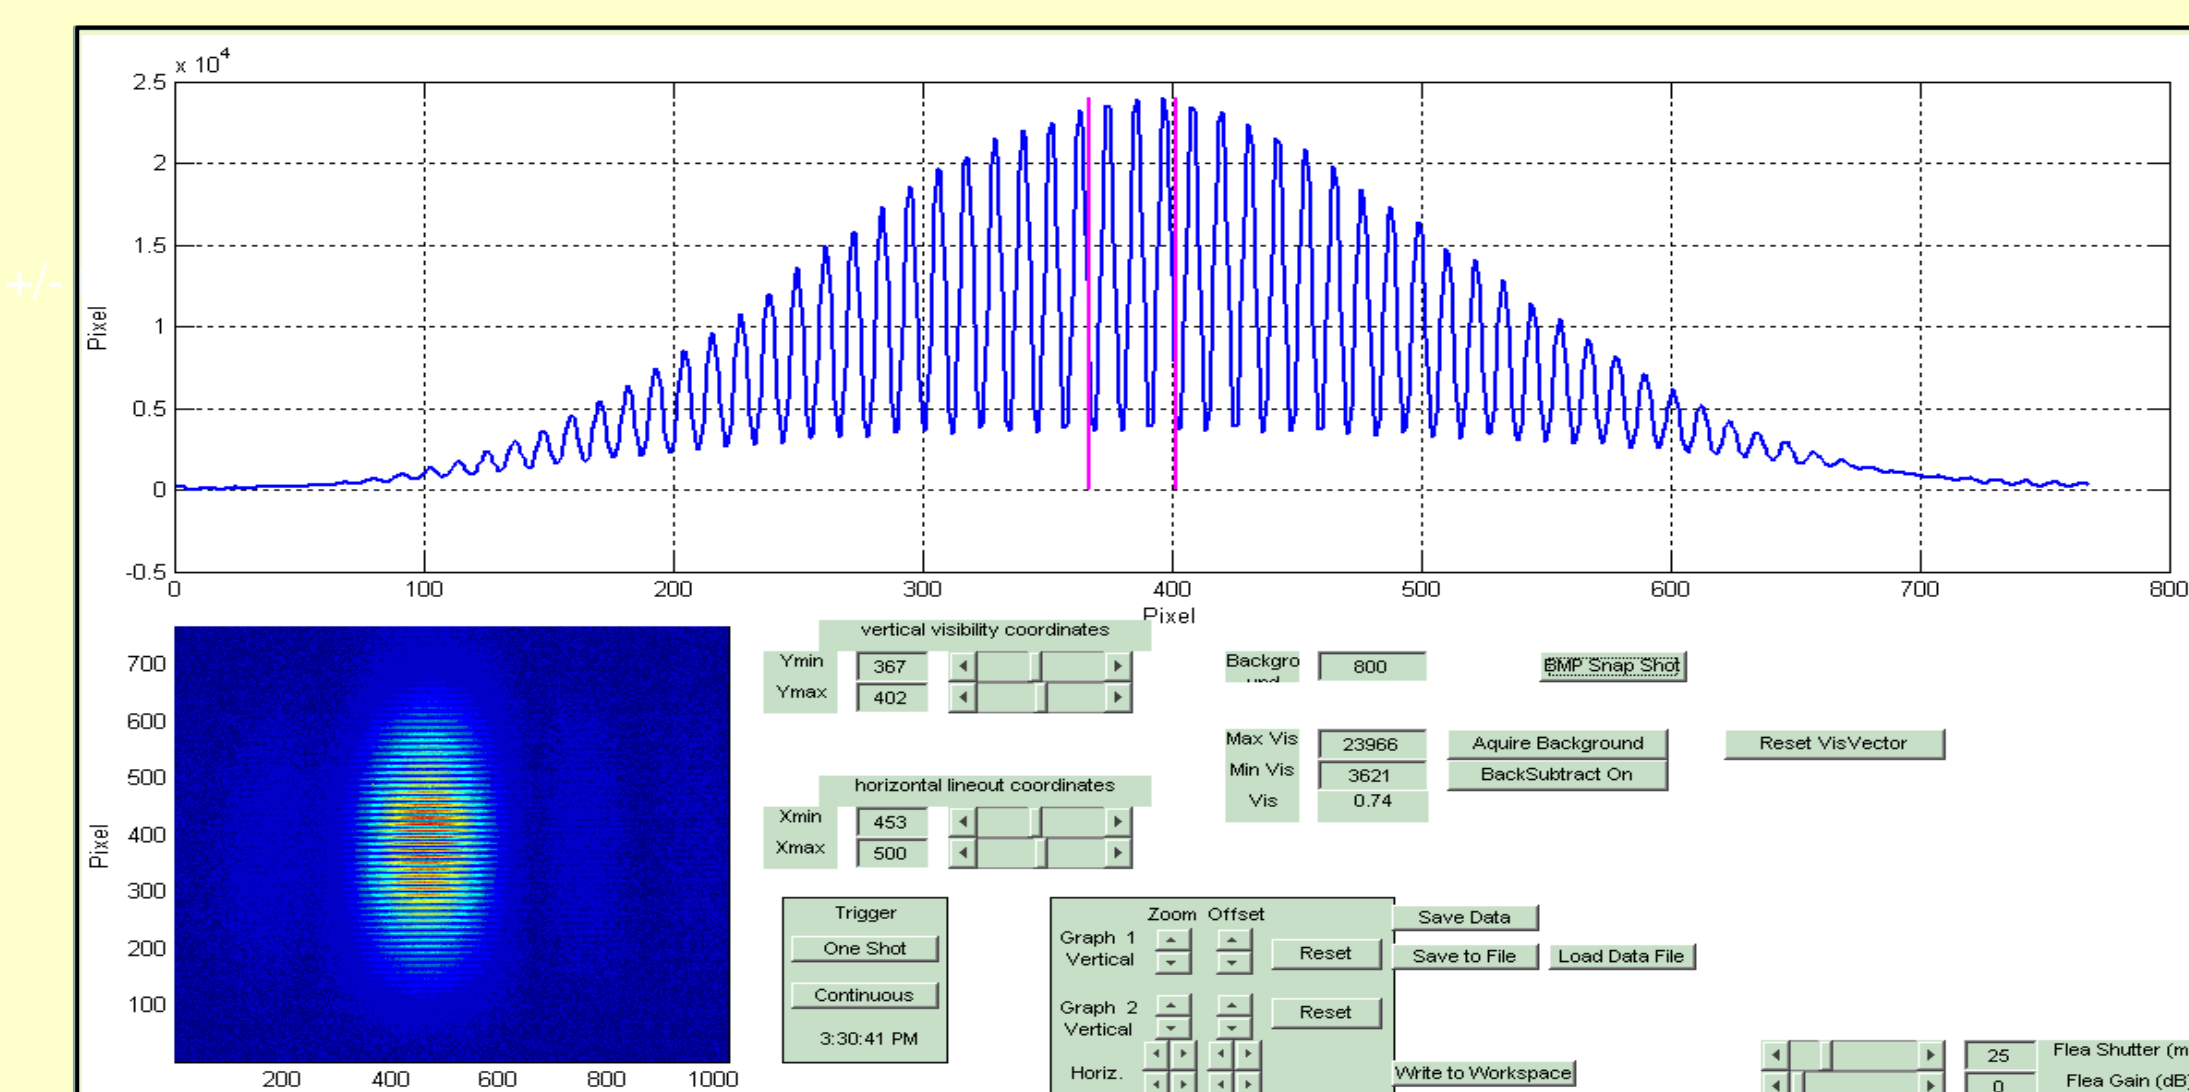 x 10^4
2.5
2
1.5
1
0.5
0
-0.5
+/-
Pixel
0 100 200 300 400 500 600 700 800
Pixel
700
600
500
400
300
200
100
Pixel
200 400 600 800 1000
vertical visibility coordinates
Ymin 367
Ymax 402
horizontal lineout coordinates
Xmin 453
Xmax 500
Backgro 800
BMP Snap Shot
Max Vis 23966 Aquire Background Reset VisVector
Min Vis 3621 BackSubtract On
Vis 0.74
Trigger
One Shot
Continuous
3:30:41 PM
Zoom Offset
Graph 1
Vertical
Reset
Graph 2
Vertical
Reset
Horiz.
Save Data
Save to File Load Data File
Write to Workspace
25 Flea Shutter (m
0 Flea Gain (dB)